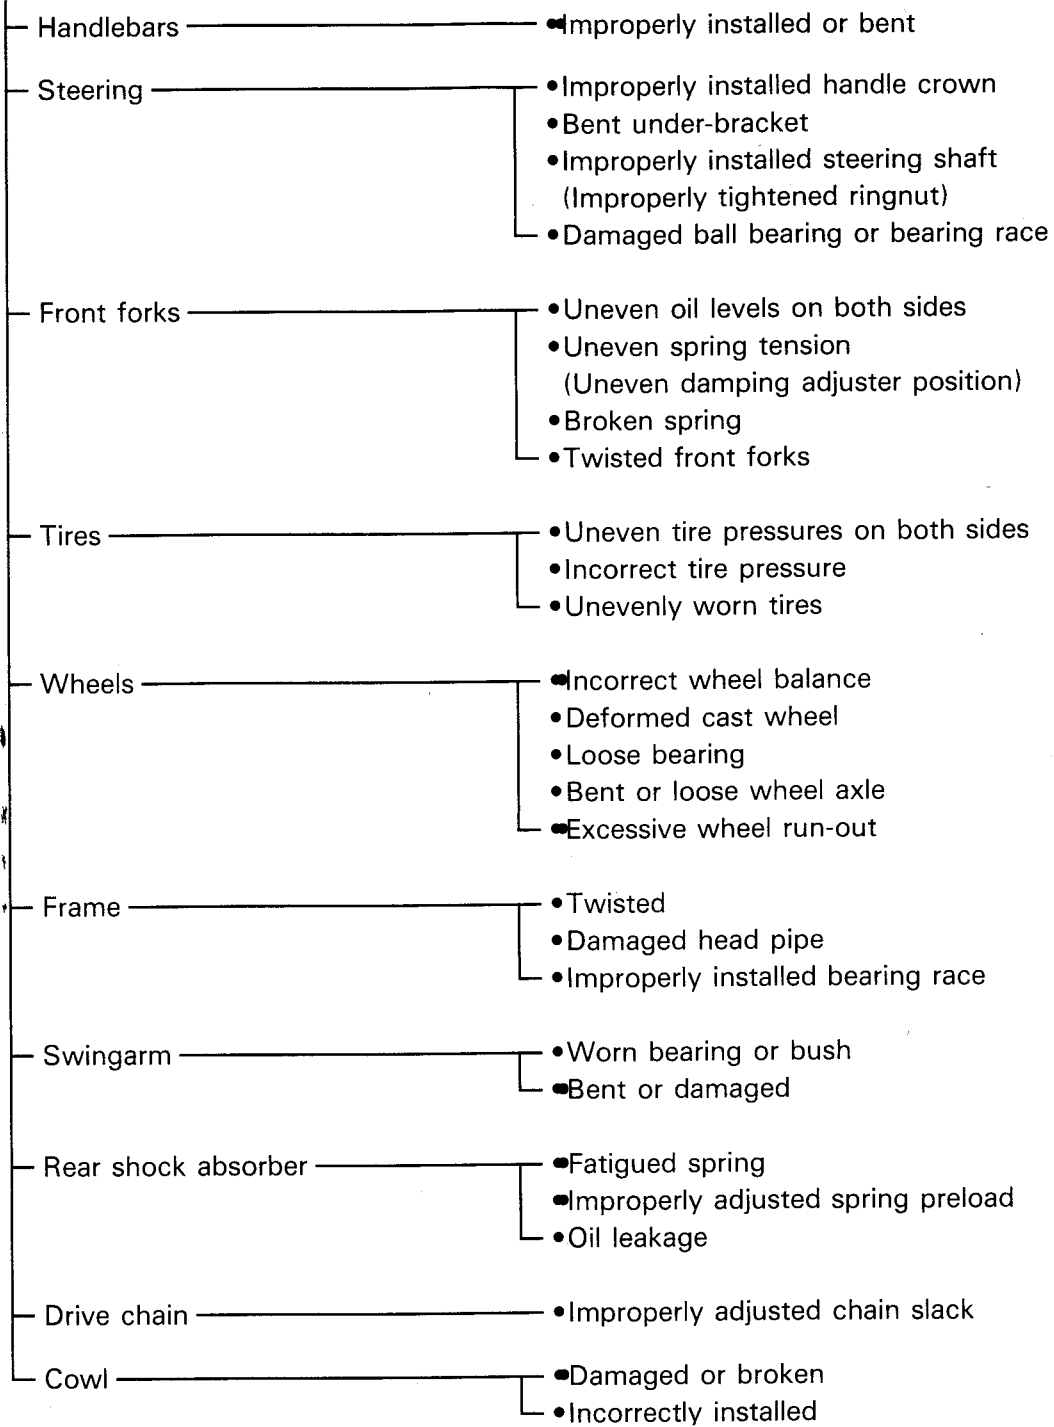 Handlebars
•Improperly installed or bent
Steering
•Improperly installed handle crown
•Bent under-bracket
•Improperly installed steering shaft
(Improperly tightened ringnut)
•Damaged ball bearing or bearing race
Front forks
•Uneven oil levels on both sides
•Uneven spring tension
(Uneven damping adjuster position)
•Broken spring
•Twisted front forks
Tires
•Uneven tire pressures on both sides
•Incorrect tire pressure
•Unevenly worn tires
Wheels
•Incorrect wheel balance
•Deformed cast wheel
•Loose bearing
•Bent or loose wheel axle
•Excessive wheel run-out
Frame
•Twisted
•Damaged head pipe
•Improperly installed bearing race
Swingarm
•Worn bearing or bush
•Bent or damaged
Rear shock absorber
•Fatigued spring
•Improperly adjusted spring preload
•Oil leakage
Drive chain
•Improperly adjusted chain slack
Cowl
•Damaged or broken
•Incorrectly installed